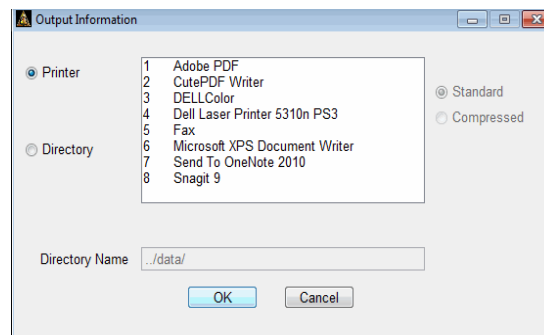 Output Information
Printer
1 Adobe PDF
2 CutePDF Writer
3 DELLColor
4 Dell Laser Printer 5310n PS3
5 Fax
6 Microsoft XPS Document Writer
7 Send To OneNote 2010
8 Snagit 9
Standard
Compressed
Directory
Directory Name ../data/
OK Cancel